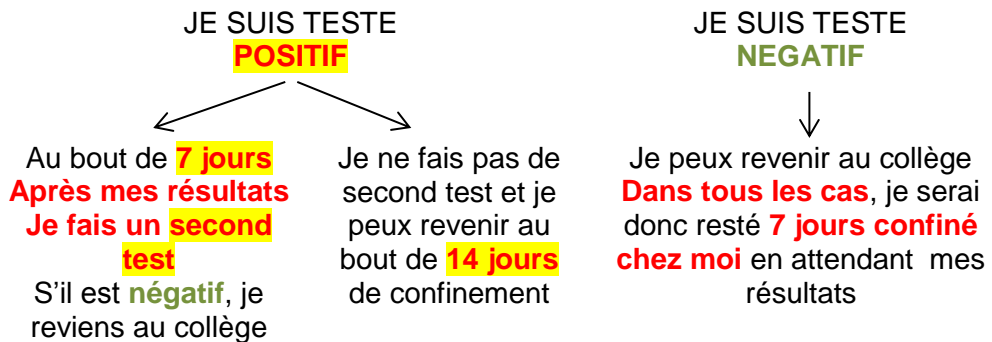 JE SUIS TESTE
POSITIF
Au bout de 7 jours
Après mes résultats
Je fais un second
test
S'il est négatif, je
reviens au collège
Je ne fais pas de
second test et je
peux revenir au
bout de 14 jours
de confinement
JE SUIS TESTE
NEGATIF
Je peux revenir au collège
Dans tous les cas, je serai
donc resté 7 jours confiné
chez moi en attendant mes
résultats